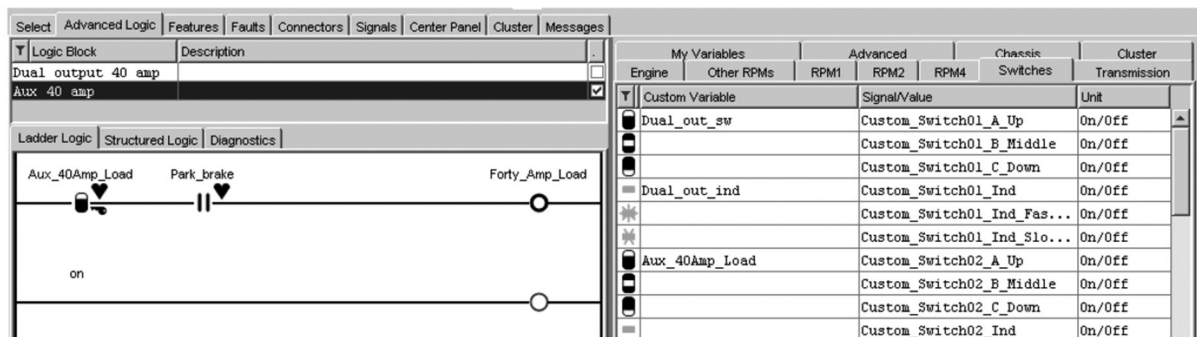 Select Advanced Logic Features Faults Connectors Signals Center Panel Cluster Messages
Logic Block Description .
Dual output 40 amp
Aux 40 amp
Ladder Logic Structured Logic Diagnostics
Aux_40Amp_Load Park_brake Forty_Amp_Load
on
My Variables Advanced Chassis Cluster
Engine Other RPMs RPM1 RPM2 RPM4 Switches Transmission
Custom Variable Signal/Value Unit
Dual_out_sw Custom_Switch01_A_Up On/Off
Custom_Switch01_B_Middle On/Off
Custom_Switch01_C_Down On/Off
Dual_out_ind Custom_Switch01_Ind On/Off
Custom_Switch01_Ind_Fas... On/Off
Custom_Switch01_Ind_Slo... On/Off
Aux_40Amp_Load Custom_Switch02_A_Up On/Off
Custom_Switch02_B_Middle On/Off
Custom_Switch02_C_Down On/Off
Custom_Switch02_Ind On/Off